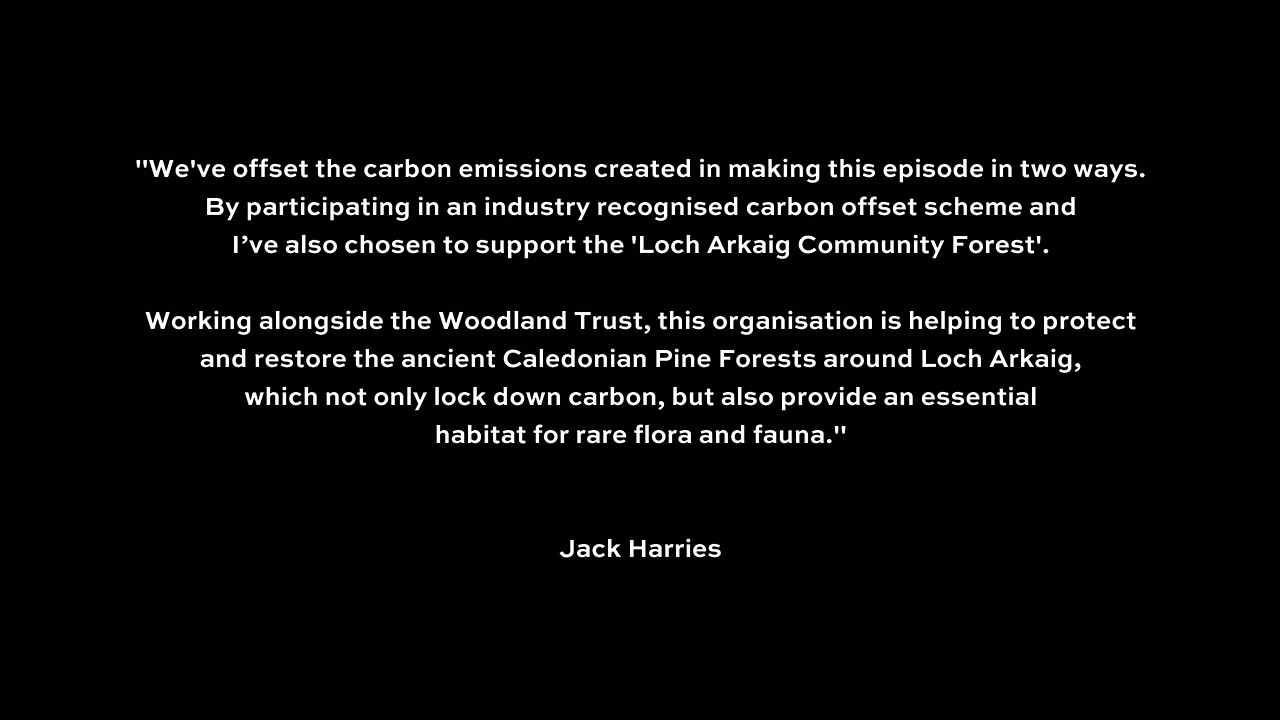 "We've offset the carbon emissions created in making this episode in two ways.
By participating in an industry recognised carbon offset scheme and
I’ve also chosen to support the 'Loch Arkaig Community Forest'.
Working alongside the Woodland Trust, this organisation is helping to protect
and restore the ancient Caledonian Pine Forests around Loch Arkaig,
which not only lock down carbon, but also provide an essential
habitat for rare flora and fauna."
Jack Harries